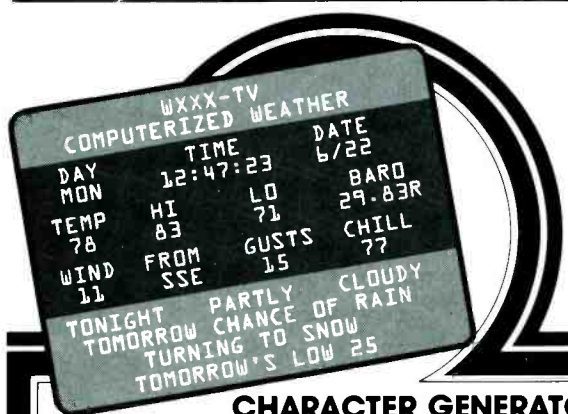 WXXX-TV
COMPUTERIZED WEATHER
DAY TIME DATE
MON 12:47:23 6/22
TEMP HI LO BARO
78 83 71 29.83R
WIND FROM GUSTS CHILL
11 SSE 15 77
TONIGHT PARTLY CLOUDY
TOMORROW CHANCE OF RAIN
TURNING TO SNOW
TOMORROW'S LOW 25
CHARACTER GENERATO